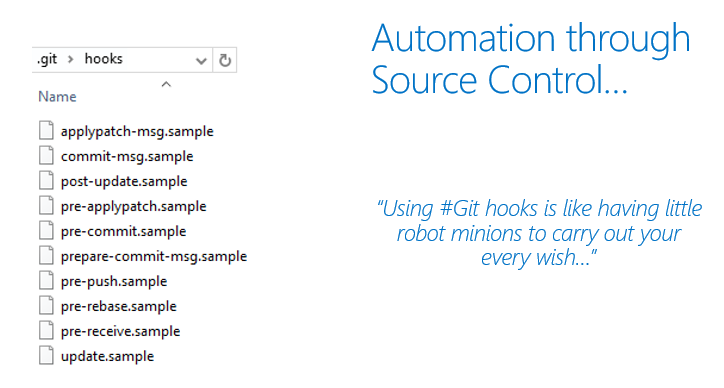 .git > hooks
Name
applypatch-msg.sample
commit-msg.sample
post-update.sample
pre-applypatch.sample
pre-commit.sample
prepare-commit-msg.sample
pre-push.sample
pre-rebase.sample
pre-receive.sample
update.sample
Automation through
Source Control...
“Using #Git hooks is like having little
robot minions to carry out your
every wish...”